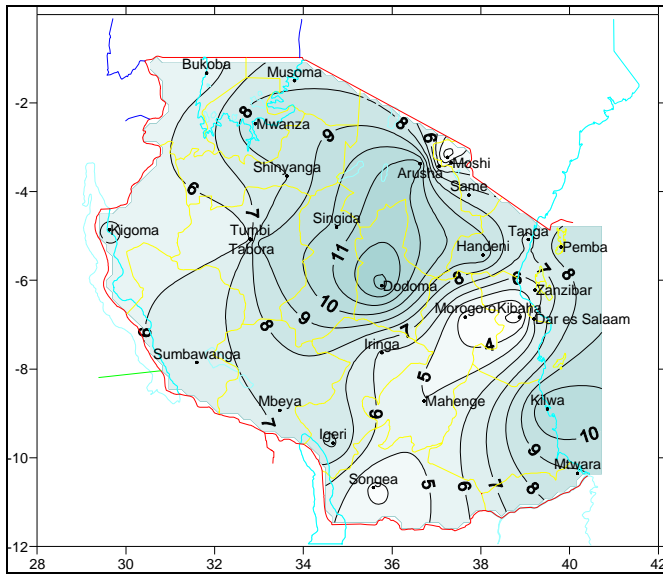 Bukoba
Musoma
-2
8
Mwanza
9
8
6
Moshi
Shinyanga
Arusha
-4
6
Same
7
Kigoma
Tumbi
Singida
Tanga
Tabora
11
Handeni
Pemba
-6
8
6
7
8
Dodoma
Zanzibar
10
Morogoro
Kibaha
Dar es Salaam
9
8
7
6
Iringa
4
-8
Sumbawanga
5
Mbeya
6
Mahenge
Kilwa
7
Igeri
10
-10
9
Mtwara
Songea
5
6
7
8
-12
28
30
32
34
36
38
40
42